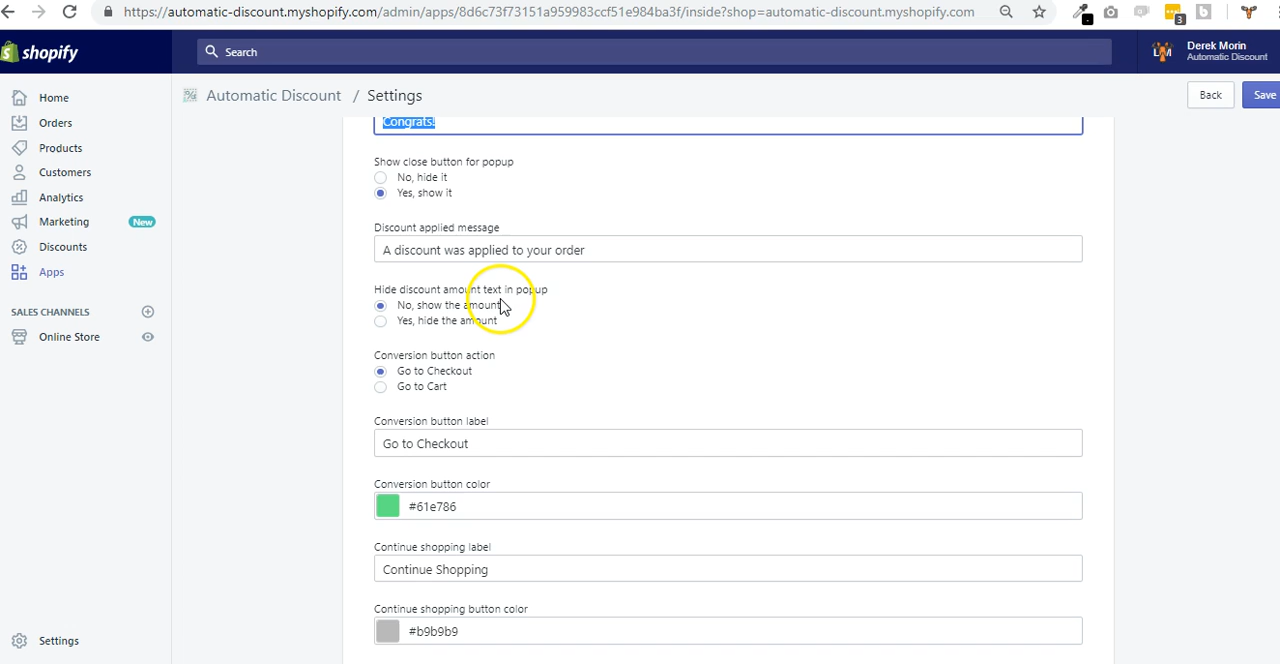 https://automatic-discount.myshopify.com/admin/apps/8d6c73f73151a959983ccf51e984ba3f/inside?shop=automatic-discount.myshopify.com
3
shopify
Search
LM
Derek Morin
Automatic Discount
Home
Orders
Products
Customers
Analytics
Marketing New
Discounts
Apps
SALES CHANNELS
Online Store
Settings
Automatic Discount / Settings
Back
Save
Congrats!
Show close button for popup
No, hide it
Yes, show it
Discount applied message
A discount was applied to your order
Hide discount amount text in popup
No, show the amount
Yes, hide the amount
Conversion button action
Go to Checkout
Go to Cart
Conversion button label
Go to Checkout
Conversion button color
#61e786
Continue shopping label
Continue Shopping
Continue shopping button color
#b9b9b9